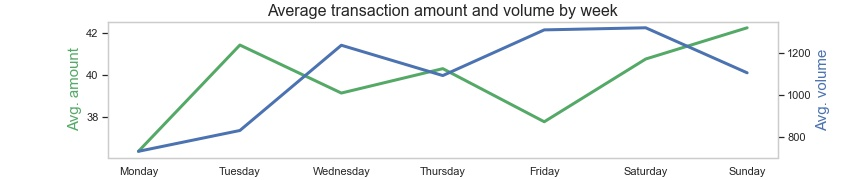 Average transaction amount and volume by week
Avg. amount
42
40
38
1200
1000
800
Avg. volume
Monday Tuesday Wednesday Thursday Friday Saturday Sunday